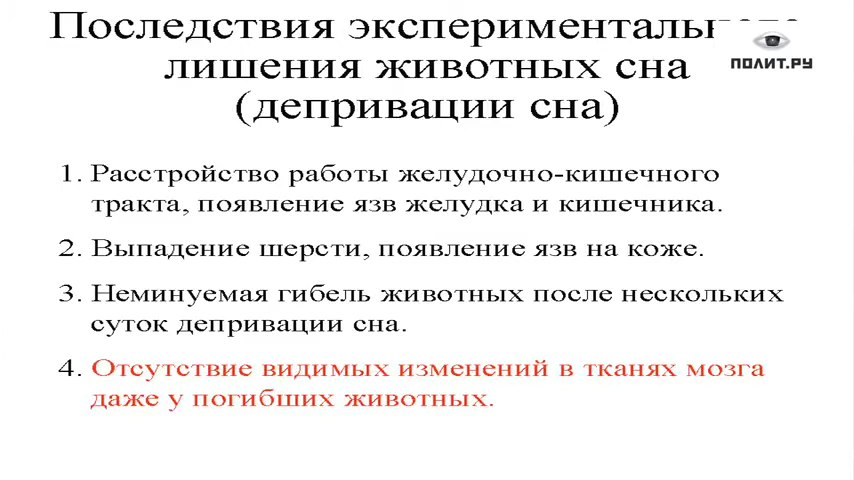 Последствия экспериментального
лишения животных сна
(депривации сна)
ПОЛИТ.РУ
1. Расстройство работы желудочно-кишечного
тракта, появление язв желудка и кишечника.
2. Выпадение шерсти, появление язв на коже.
3. Неминуемая гибель животных после нескольких
суток депривации сна.
4. Отсутствие видимых изменений в тканях мозга
даже у погибших животных.